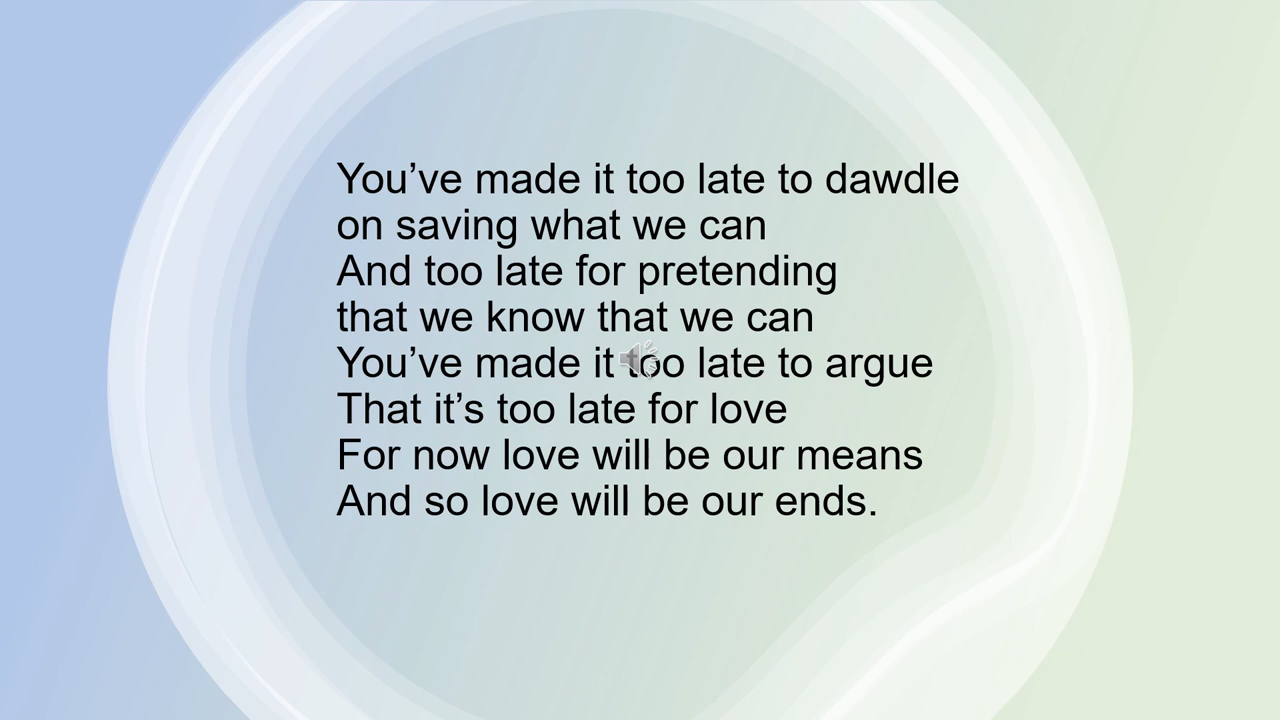 You’ve made it too late to dawdle
on saving what we can
And too late for pretending
that we know that we can
You’ve made it too late to argue
That it’s too late for love
For now love will be our means
And so love will be our ends.